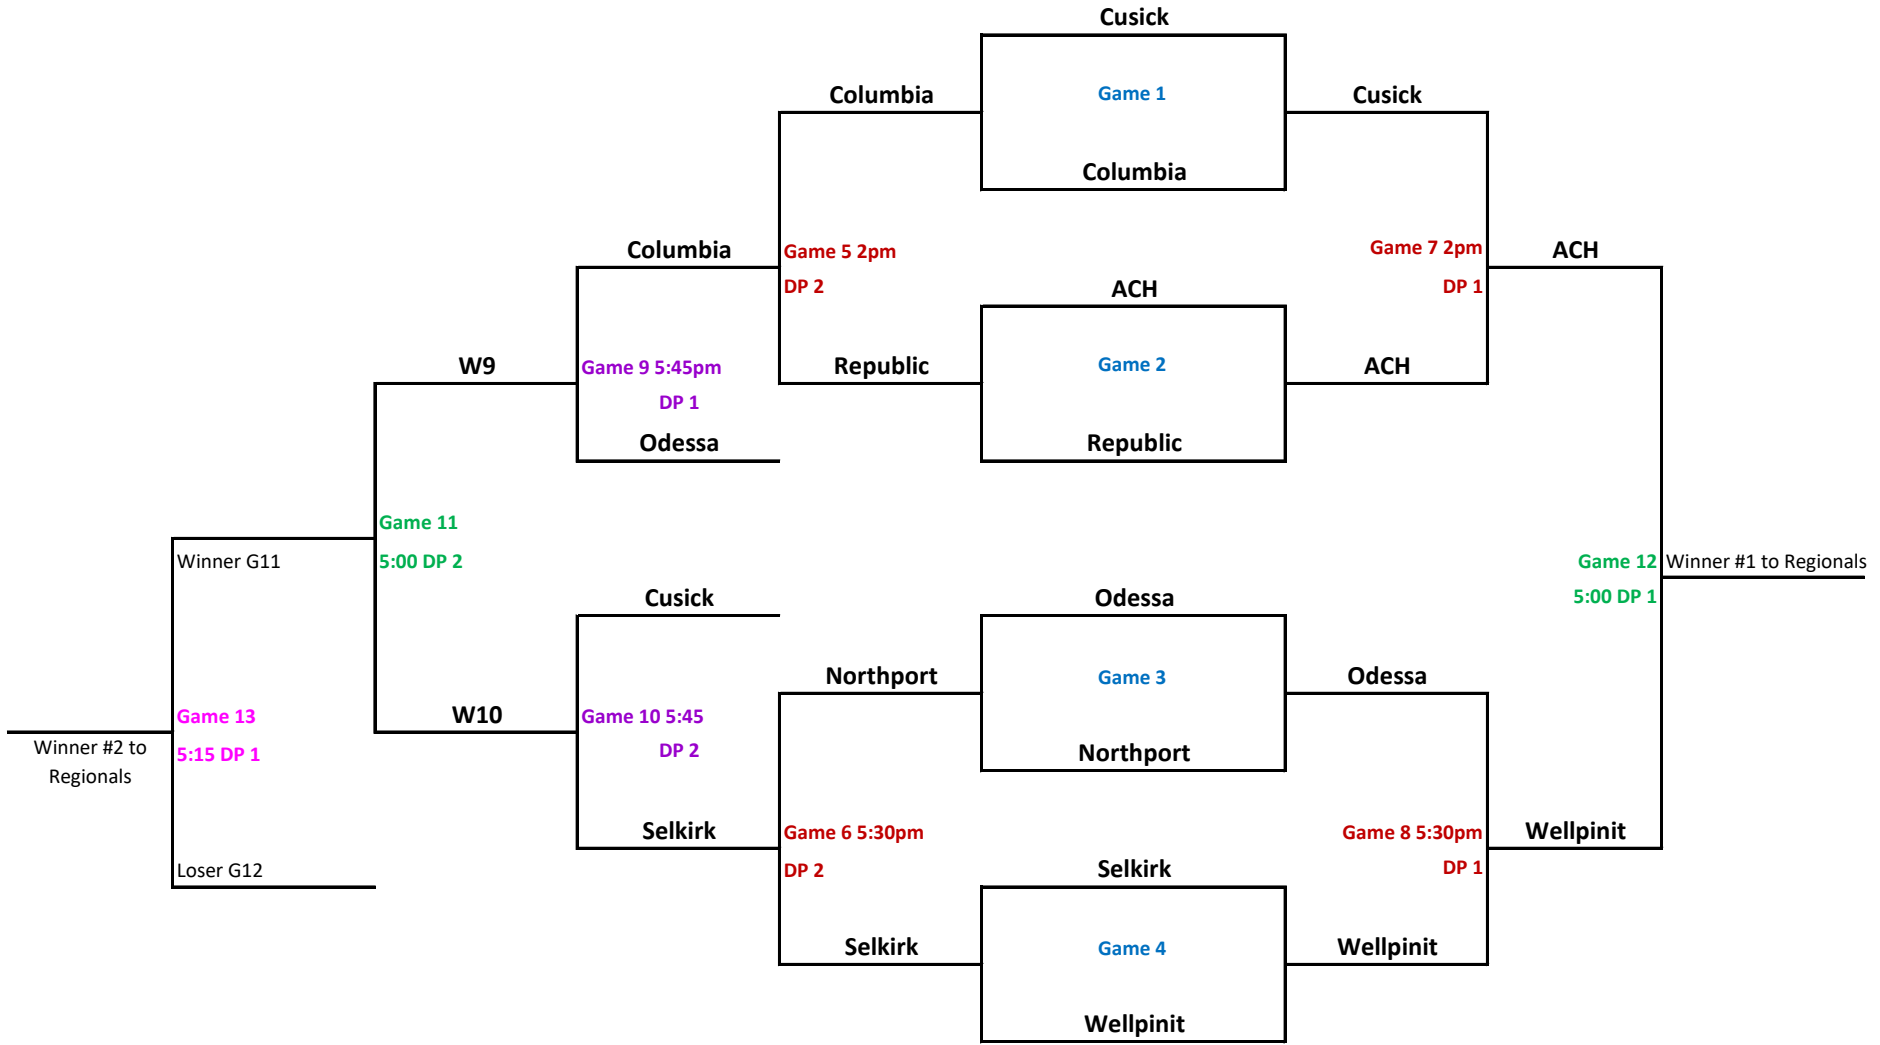 Cusick
Columbia
Game 1
Cusick
Columbia
Columbia
Game 5 2pm
Game 7 2pm
ACH
DP 2
ACH
DP 1
W9
Game 9 5:45pm
Republic
Game 2
ACH
DP 1
Odessa
Republic
Game 11
Winner G11
5:00 DP 2
Game 12
Winner #1 to Regionals
Cusick
Odessa
5:00 DP 1
Northport
Game 3
Odessa
Game 13
W10
Game 10 5:45
Winner #2 to
Regionals
5:15 DP 1
DP 2
Northport
Selkirk
Game 6 5:30pm
Game 8 5:30pm
Wellpinit
Loser G12
DP 2
Selkirk
DP 1
Selkirk
Game 4
Wellpinit
Wellpinit